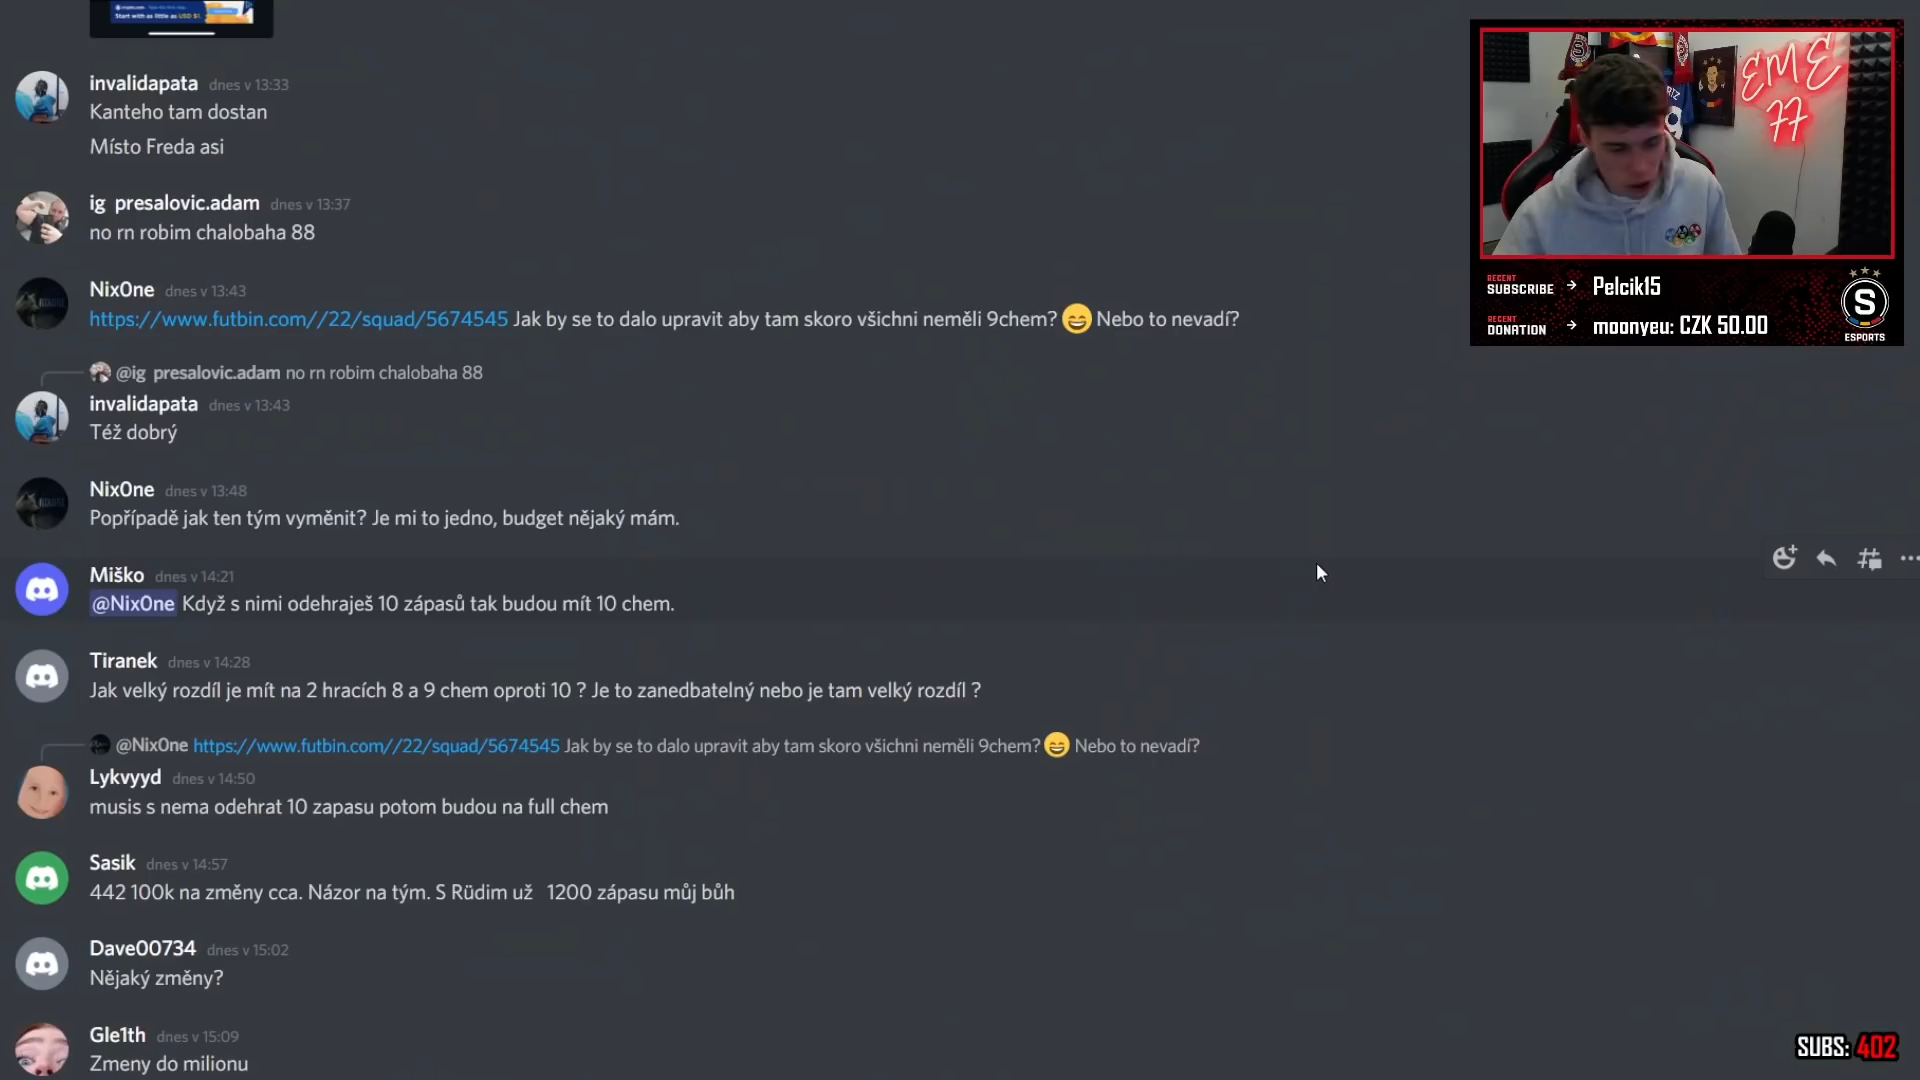 Start with as little as USD $1.
invalidapata dnes v 13:33
Kanteho tam dostan
Místo Freda asi
ig presalovic.adam dnes v 13:37
no rn robim chalobaha 88
NixOne dnes v 13:43
https://www.futbin.com//22/squad/5674545 Jak by se to dalo upravit aby tam skoro všichni neměli 9chem? 😄 Nebo to nevadí?
@ig presalovic.adam no rn robim chalobaha 88
invalidapata dnes v 13:43
Též dobrý
NixOne dnes v 13:48
Popřípadě jak ten tým vyměnit? Je mi to jedno, budget nějaký mám.
Miško dnes v 14:21
@NixOne Když s nimi odehraješ 10 zápasů tak budou mít 10 chem.
Tiranek dnes v 14:28
Jak velký rozdíl je mít na 2 hracích 8 a 9 chem oproti 10 ? Je to zanedbatelný nebo je tam velký rozdíl ?
@NixOne https://www.futbin.com//22/squad/5674545 Jak by se to dalo upravit aby tam skoro všichni neměli 9chem? 😄 Nebo to nevadí?
Lykvyyd dnes v 14:50
musis s nema odehrat 10 zapasu potom budou na full chem
Sasik dnes v 14:57
442 100k na změny cca. Názor na tým. S Rüdim už 1200 zápasu můj bůh
Dave00734 dnes v 15:02
Nějaký změny?
Gle1th dnes v 15:09
Zmeny do milionu
EME
77
RECENT
SUBSCRIBE → Pelcik15
RECENT
DONATION → moonyeu: CZK 50.00
S
ESPORTS
SUBS: 402